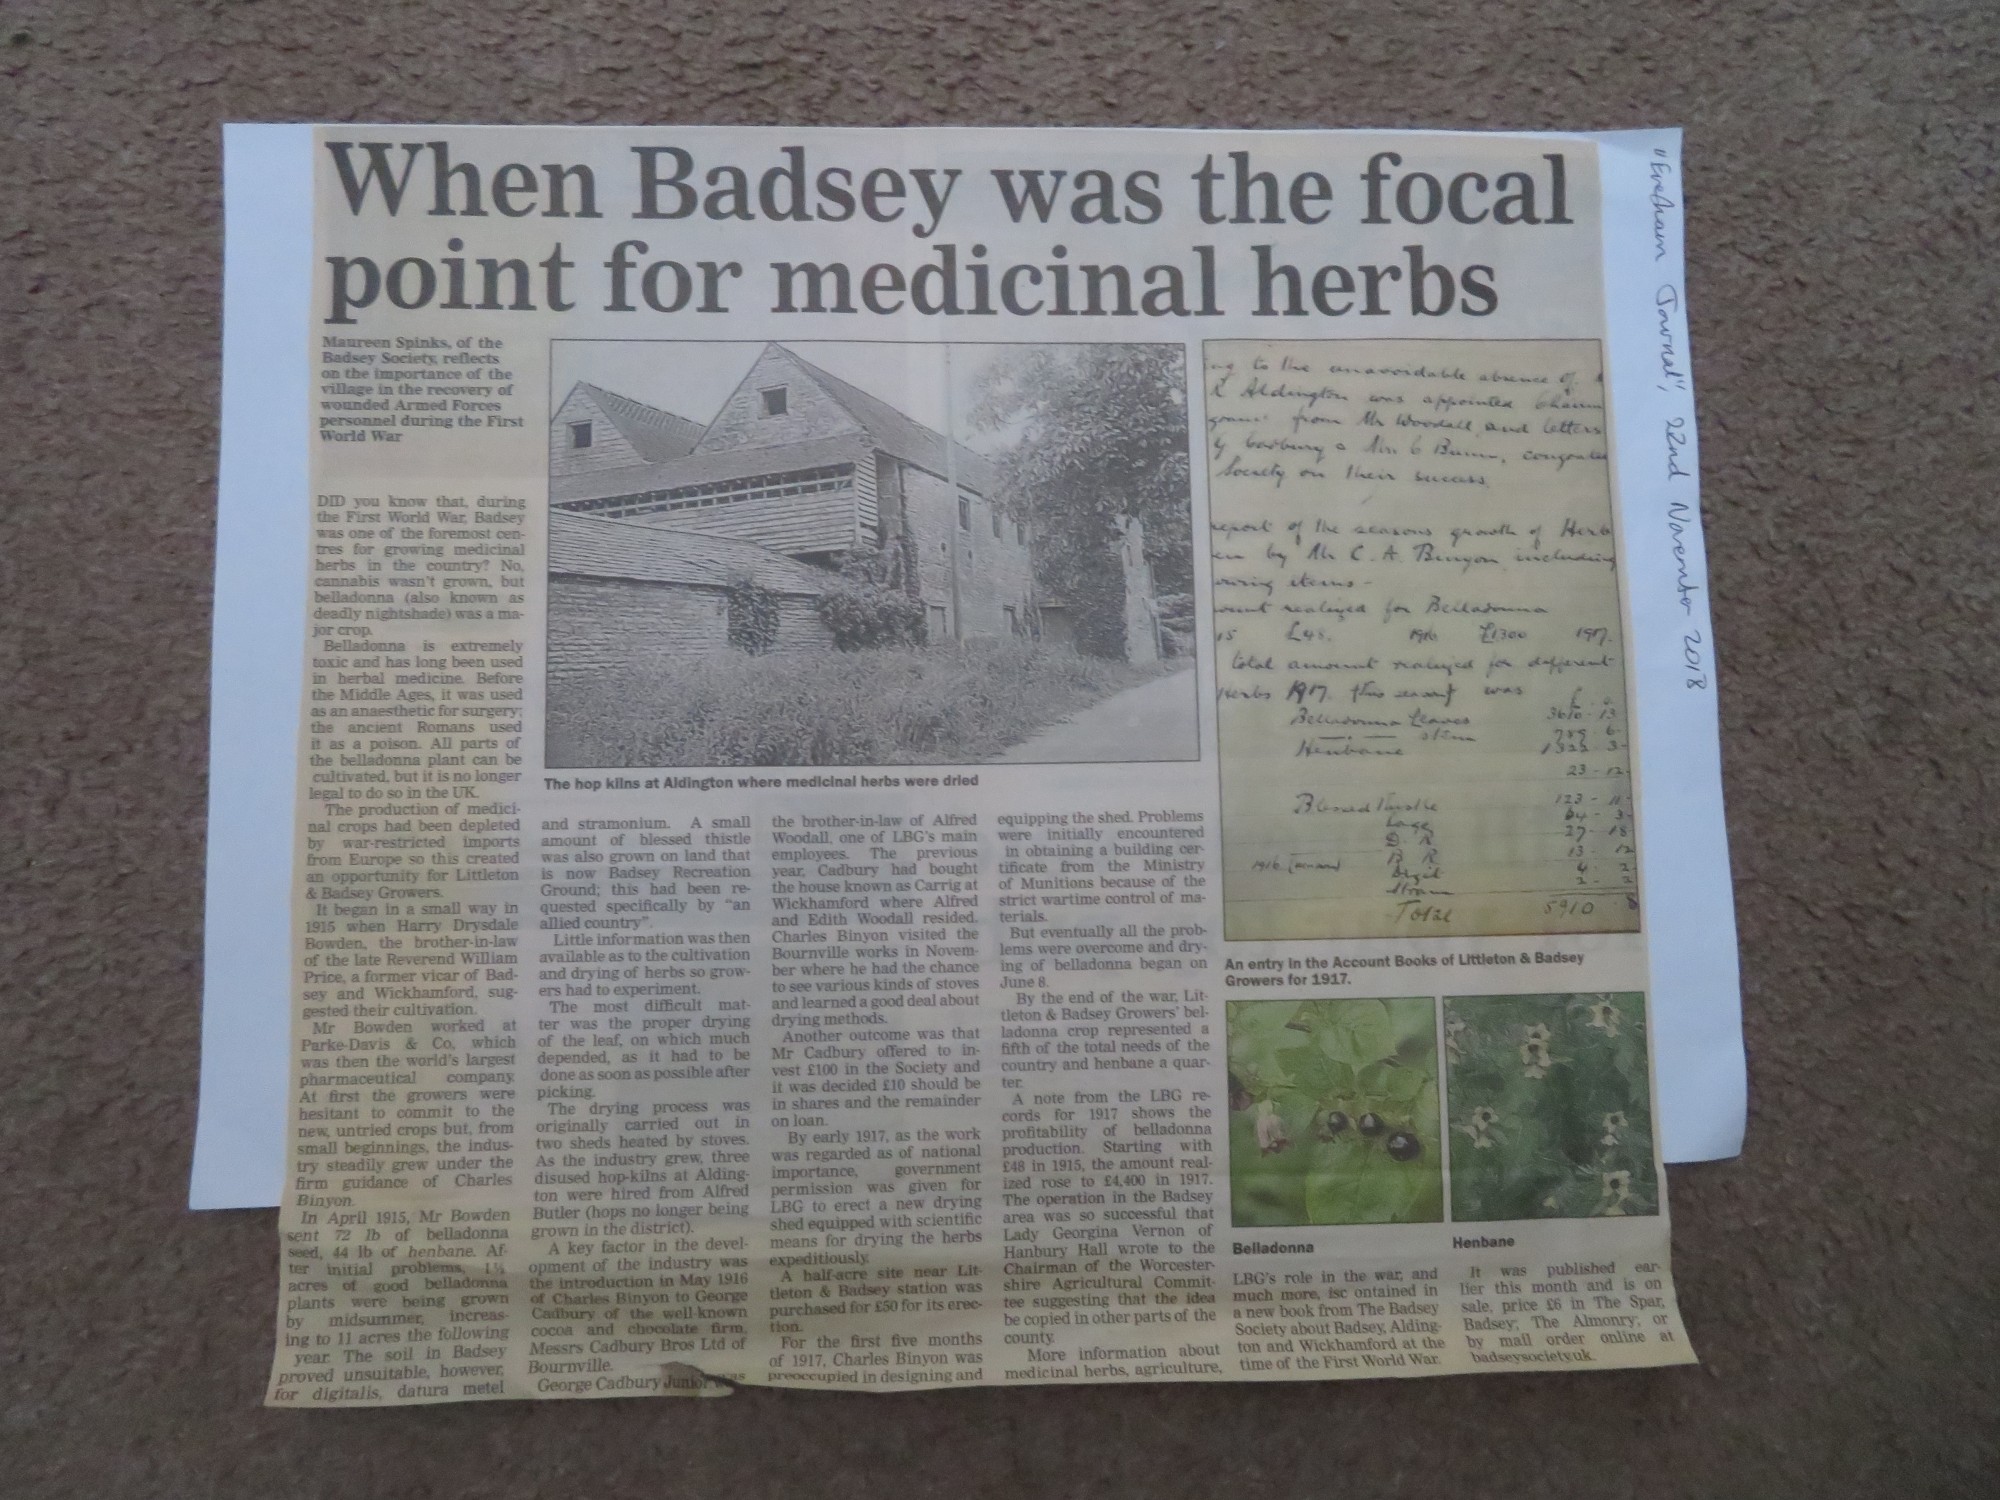 When Badsey was the focal
point for medicinal herbs
Maureen Spinks, of the
Badsey Society, reflects
on the importance of the
village in the recovery of
wounded Armed Forces
personnel during the First
World War
DID you know that, during
the First World War, Badsey
was one of the foremost cen-
tres for growing medicinal
herbs in the country? No,
cannabis wasn't grown, but
belladonna (also known as
deadly nightshade) was a ma-
jor crop.
Belladonna is extremely
toxic and has long been used
in herbal medicine. Before
the Middle Ages, it was used
as an anaesthetic for surgery;
the ancient Romans used
it as a poison. All parts of
the belladonna plant can be
cultivated, but it is no longer
legal to do so in the UK.
The production of medici-
nal crops had been depleted
by war-restricted imports
from Europe so this created
an opportunity for Littleton
& Badsey Growers.
It began in a small way in
1915 when Harry Drysdale
Bowden, the brother-in-law
of the late Reverend William
Price, a former vicar of Bad-
sey and Wickhamford, sug-
gested their cultivation.
Mr Bowden worked at
Parke-Davis & Co, which
was then the world's largest
pharmaceutical company.
At first the growers were
hesitant to commit to the
new, untried crops but, from
small beginnings, the indus-
try steadily grew under the
firm guidance of Charles
Binyon.
In April 1915, Mr Bowden
sent 72 lb of belladonna
seed, 44 lb of henbane. Af-
ter initial problems, 1½
acres of good belladonna
plants were being grown
by midsummer, increas-
ing to 11 acres the following
year. The soil in Badsey
proved unsuitable, however,
for digitalis, datura metel
The hop kilns at Aldington where medicinal herbs were dried
and stramonium. A small
amount of blessed thistle
was also grown on land that
is now Badsey Recreation
Ground; this had been re-
quested specifically by "an
allied country".
Little information was then
available as to the cultivation
and drying of herbs so grow-
ers had to experiment.
The most difficult mat-
ter was the proper drying
of the leaf, on which much
depended, as it had to be
done as soon as possible after
picking.
The drying process was
originally carried out in
two sheds heated by stoves.
As the industry grew, three
disused hop-kilns at Alding-
ton were hired from Alfred
Butler (hops no longer being
grown in the district).
A key factor in the devel-
opment of the industry was
the introduction in May 1916
of Charles Binyon to George
Cadbury of the well-known
cocoa and chocolate firm,
Messrs Cadbury Bros Ltd of
Bournville.
George Cadbury Junior was
the brother-in-law of Alfred
Woodall, one of LBG's main
employees. The previous
year, Cadbury had bought
the house known as Carrig at
Wickhamford where Alfred
and Edith Woodall resided.
Charles Binyon visited the
Bournville works in Novem-
ber where he had the chance
to see various kinds of stoves
and learned a good deal about
drying methods.
Another outcome was that
Mr Cadbury offered to in-
vest £100 in the Society and
it was decided £10 should be
in shares and the remainder
on loan.
By early 1917, as the work
was regarded as of national
importance, government
permission was given for
LBG to erect a new drying
shed equipped with scientific
means for drying the herbs
expeditiously.
A half-acre site near Lit-
tleton & Badsey station was
purchased for £50 for its erec-
tion.
For the first five months
of 1917, Charles Binyon was
preoccupied in designing and
equipping the shed. Problems
were initially encountered
in obtaining a building cer-
tificate from the Ministry
of Munitions because of the
strict wartime control of ma-
terials.
But eventually all the prob-
lems were overcome and dry-
ing of belladonna began on
June 8.
By the end of the war, Lit-
tleton & Badsey Growers' bel-
ladonna crop represented a
fifth of the total needs of the
country and henbane a quar-
ter.
A note from the LBG re-
cords for 1917 shows the
profitability of belladonna
production. Starting with
£48 in 1915, the amount real-
ized rose to £4,400 in 1917.
The operation in the Badsey
area was so successful that
Lady Georgina Vernon of
Hanbury Hall wrote to the
Chairman of the Worcester-
shire Agricultural Commit-
tee suggesting that the idea
be copied in other parts of the
county.
More information about
medicinal herbs, agriculture,
ng to the unavoidable absence of
R Aldington was appointed Chairm
from Mr Woodall and letters
Cadbury &
Society on their success.
report of the seasons growth of Herb
en by Mr C. A. Binyon including
owing items -
ount realized for Belladonna
15 £48. 1916 £1300 1917.
total amount realized for different
Herbs 1917. was
Belladonna Leaves 3610 - 13
stem 6
Henbane 3
23 - 12
Blessed Thistle 123 - 11
64 - 3
D. R 27 - 18
B R 13 - 12
1916 Digit 4 - 2
Stram 2 - 2
Total 5910 8
An entry in the Account Books of Littleton & Badsey
Growers for 1917.
Belladonna
Henbane
LBG's role in the war, and
much more, isc ontained in
a new book from The Badsey
Society about Badsey, Alding-
ton and Wickhamford at the
time of the First World War.
It was published ear-
lier this month and is on
sale, price £6 in The Spar,
Badsey; The Almonry; or
by mail order online at
badseysociety.uk.
"Evesham Journal", 22nd November 2018